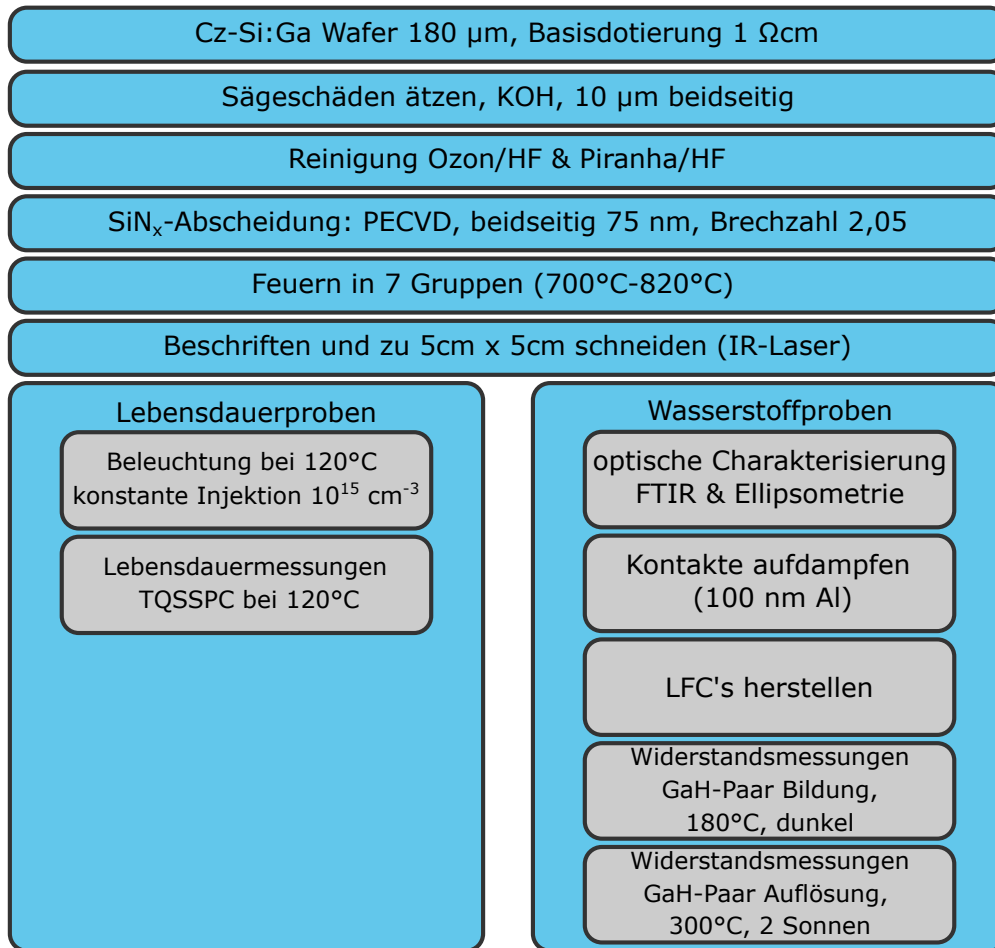 Cz-Si:Ga Wafer 180 µm, Basisdotierung 1 Ωcm
Sägeschäden ätzen, KOH, 10 µm beidseitig
Reinigung Ozon/HF & Piranha/HF
SiNₓ-Abscheidung: PECVD, beidseitig 75 nm, Brechzahl 2,05
Feuern in 7 Gruppen (700°C-820°C)
Beschriften und zu 5cm x 5cm schneiden (IR-Laser)
Lebensdauerproben
Beleuchtung bei 120°C
konstante Injektion 10¹⁵ cm⁻³
Lebensdauermessungen
TQSSPC bei 120°C
Wasserstoffproben
optische Charakterisierung
FTIR & Ellipsometrie
Kontakte aufdampfen
(100 nm Al)
LFC's herstellen
Widerstandsmessungen
GaH-Paar Bildung,
180°C, dunkel
Widerstandsmessungen
GaH-Paar Auflösung,
300°C, 2 Sonnen